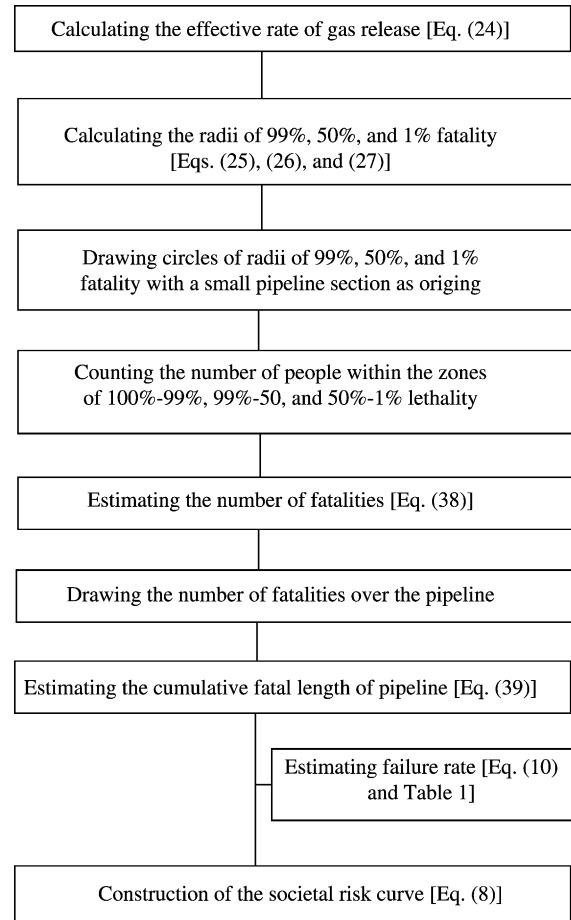 Calculating the effective rate of gas release [Eq. (24)]
Calculating the radii of 99%, 50%, and 1% fatality
[Eqs. (25), (26), and (27)]
Drawing circles of radii of 99%, 50%, and 1%
fatality with a small pipeline section as origing
Counting the number of people within the zones
of 100%-99%, 99%-50, and 50%-1% lethality
Estimating the number of fatalities [Eq. (38)]
Drawing the number of fatalities over the pipeline
Estimating the cumulative fatal length of pipeline [Eq. (39)]
Estimating failure rate [Eq. (10)
and Table 1]
Construction of the societal risk curve [Eq. (8)]